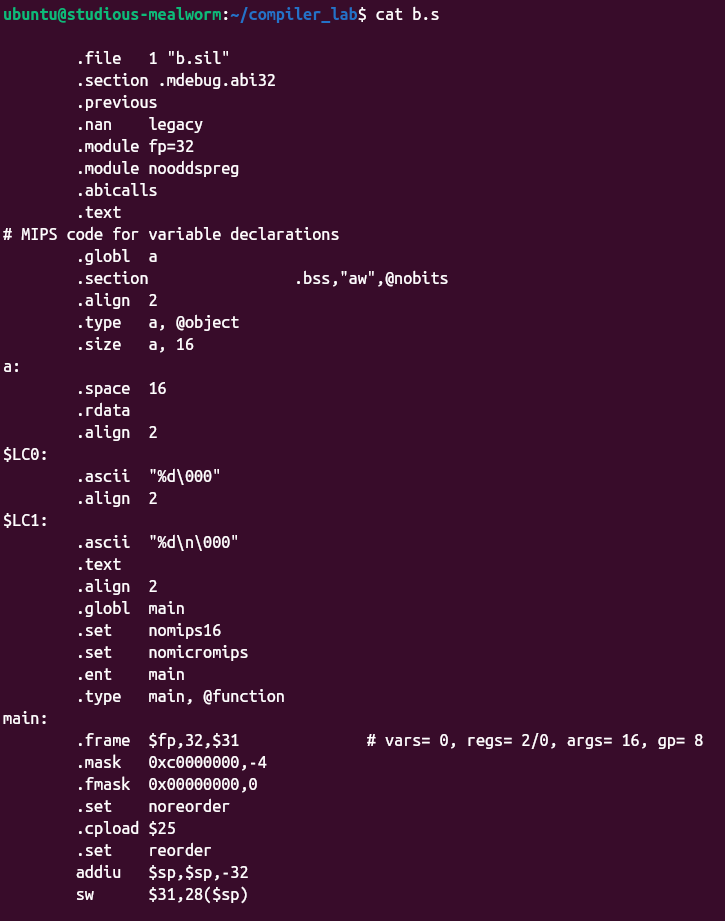 ubuntu@studious-mealworm:~/compiler_lab$ cat b.s
.file 1 "b.sil"
.section .mdebug.abi32
.previous
.nan legacy
.module fp=32
.module nooddspreg
.abicalls
.text
# MIPS code for variable declarations
.globl a
.section .bss,"aw",@nobits
.align 2
.type a, @object
.size a, 16
a:
.space 16
.rdata
.align 2
$LC0:
.ascii "%d\000"
.align 2
$LC1:
.ascii "%d\n\000"
.text
.align 2
.globl main
.set nomips16
.set nomicromips
.ent main
.type main, @function
main:
.frame $fp,32,$31 # vars= 0, regs= 2/0, args= 16, gp= 8
.mask 0xc0000000,-4
.fmask 0x00000000,0
.set noreorder
.cpload $25
.set reorder
addiu $sp,$sp,-32
sw $31,28($sp)